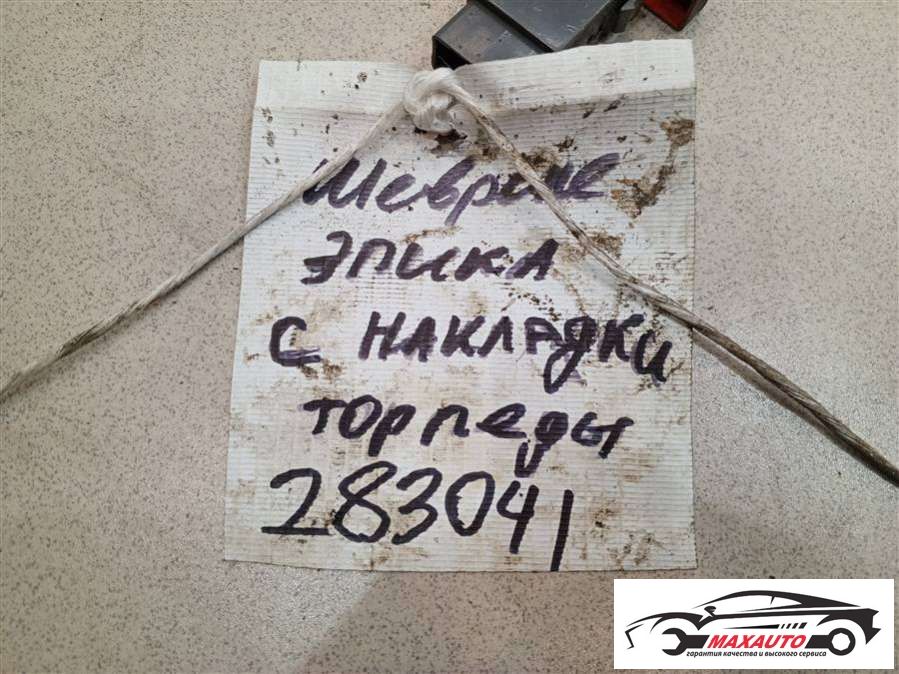 Шевроле
Эпика
с накладки
торпеды
283041
MAXAUTO
гарантия качества и высокого сервиса